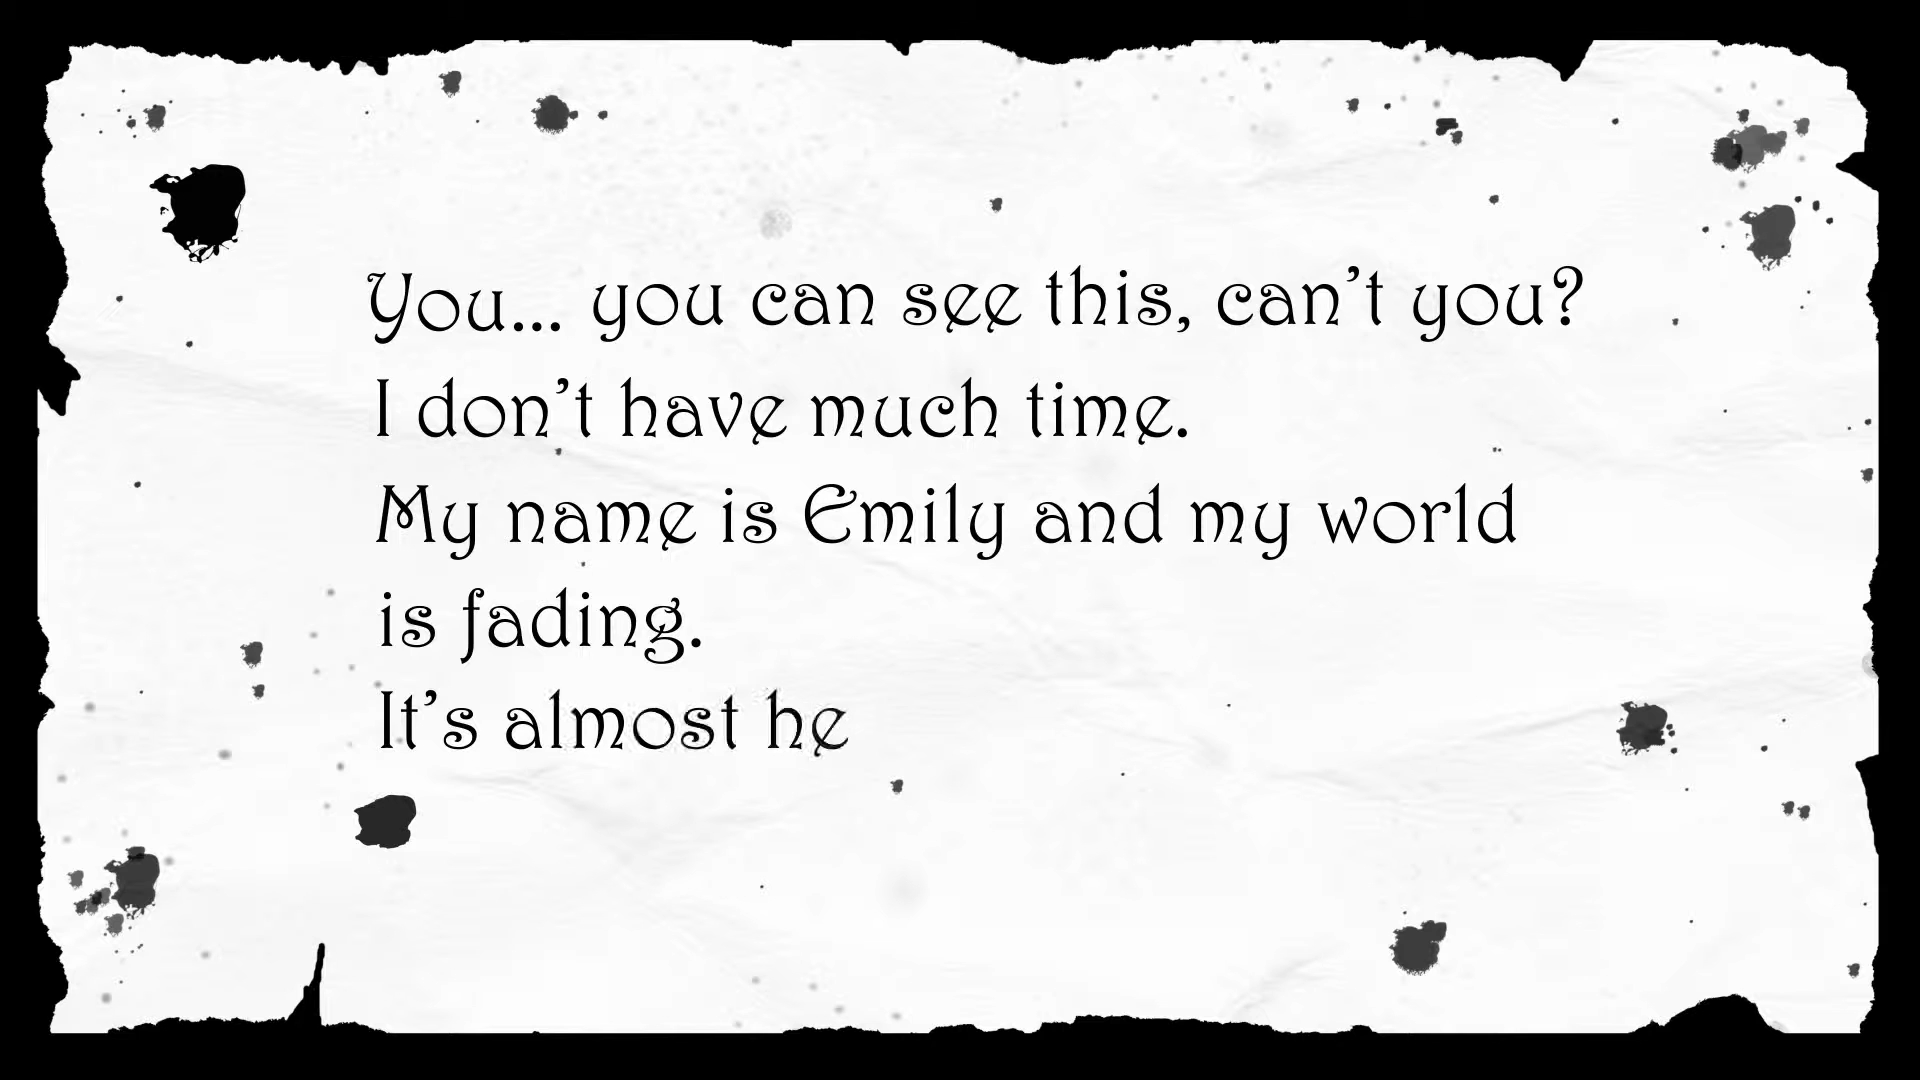 You... you can see this, can’t you?
I don’t have much time.
My name is Emily and my world
is fading.
It’s almost he